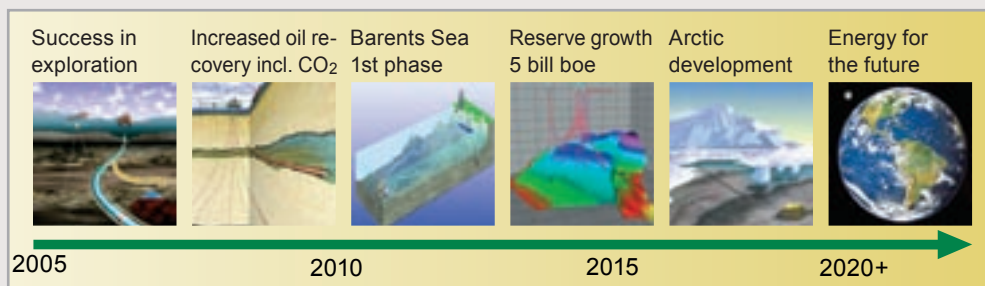 Success in
exploration
Increased oil re-
covery incl. CO₂
Barents Sea
1st phase
Reserve growth
5 bill boe
Arctic
development
Energy for
the future
2005
2010
2015
2020+